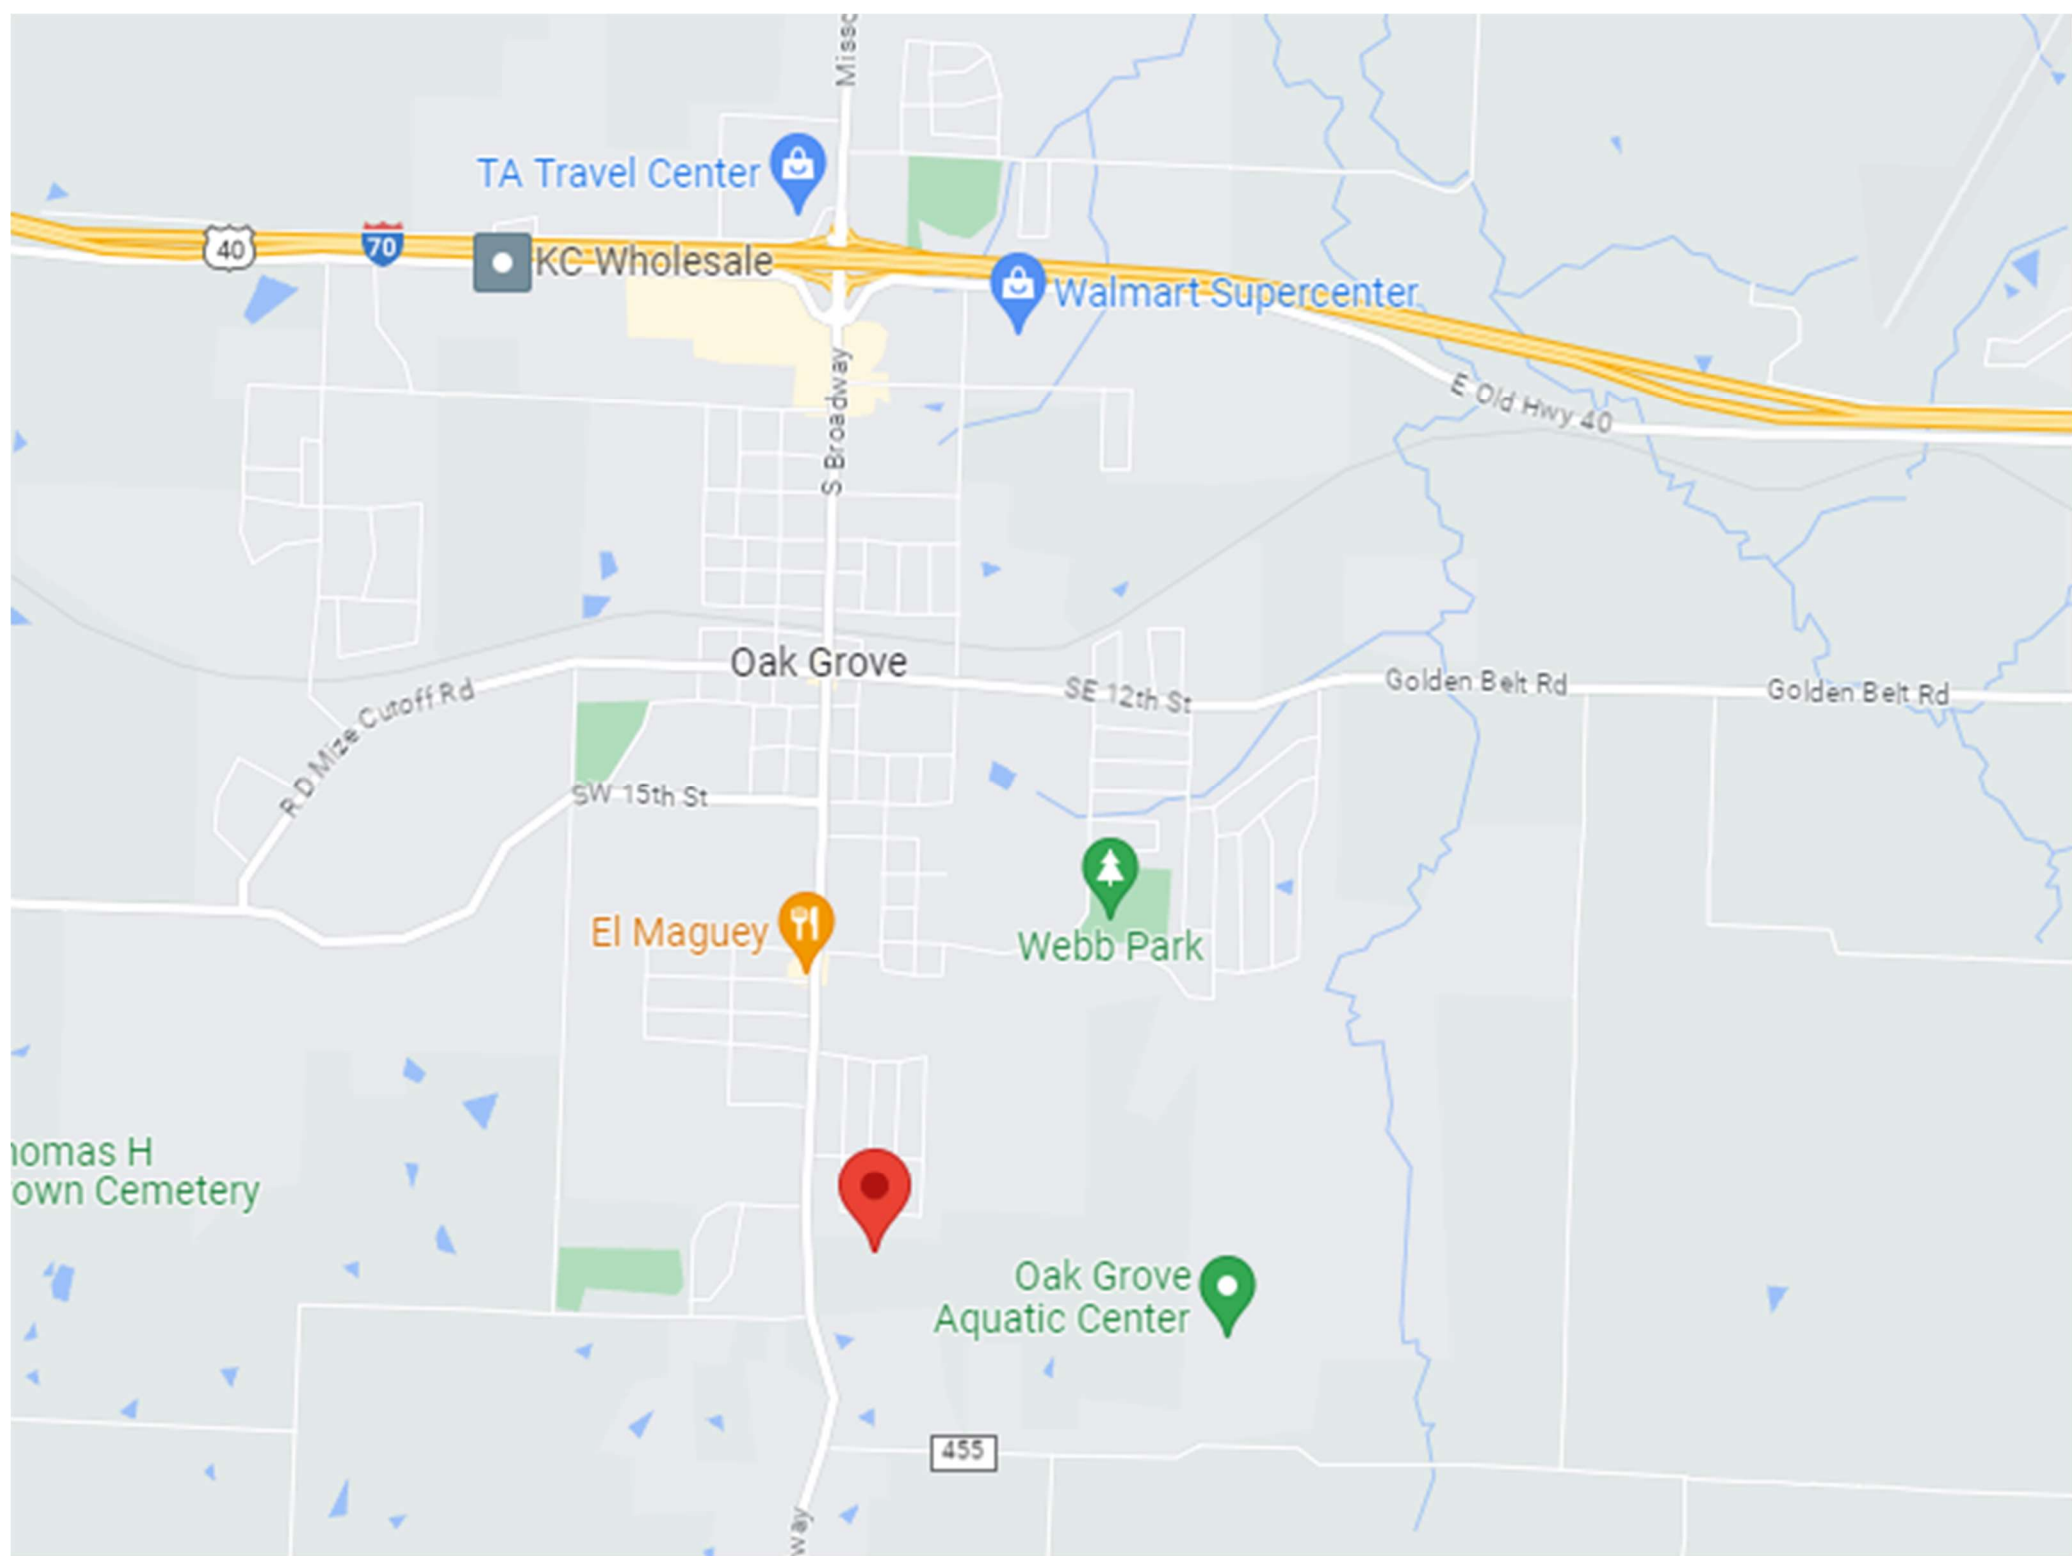 Misso
TA Travel Center
40
70
KC Wholesale
Walmart Supercenter
S Broadway
E Old Hwy 40
Oak Grove
R D Mize Cutoff Rd
SE 12th St
Golden Belt Rd
Golden Belt Rd
SW 15th St
El Maguey
Webb Park
homas H
own Cemetery
Oak Grove
Aquatic Center
455
way